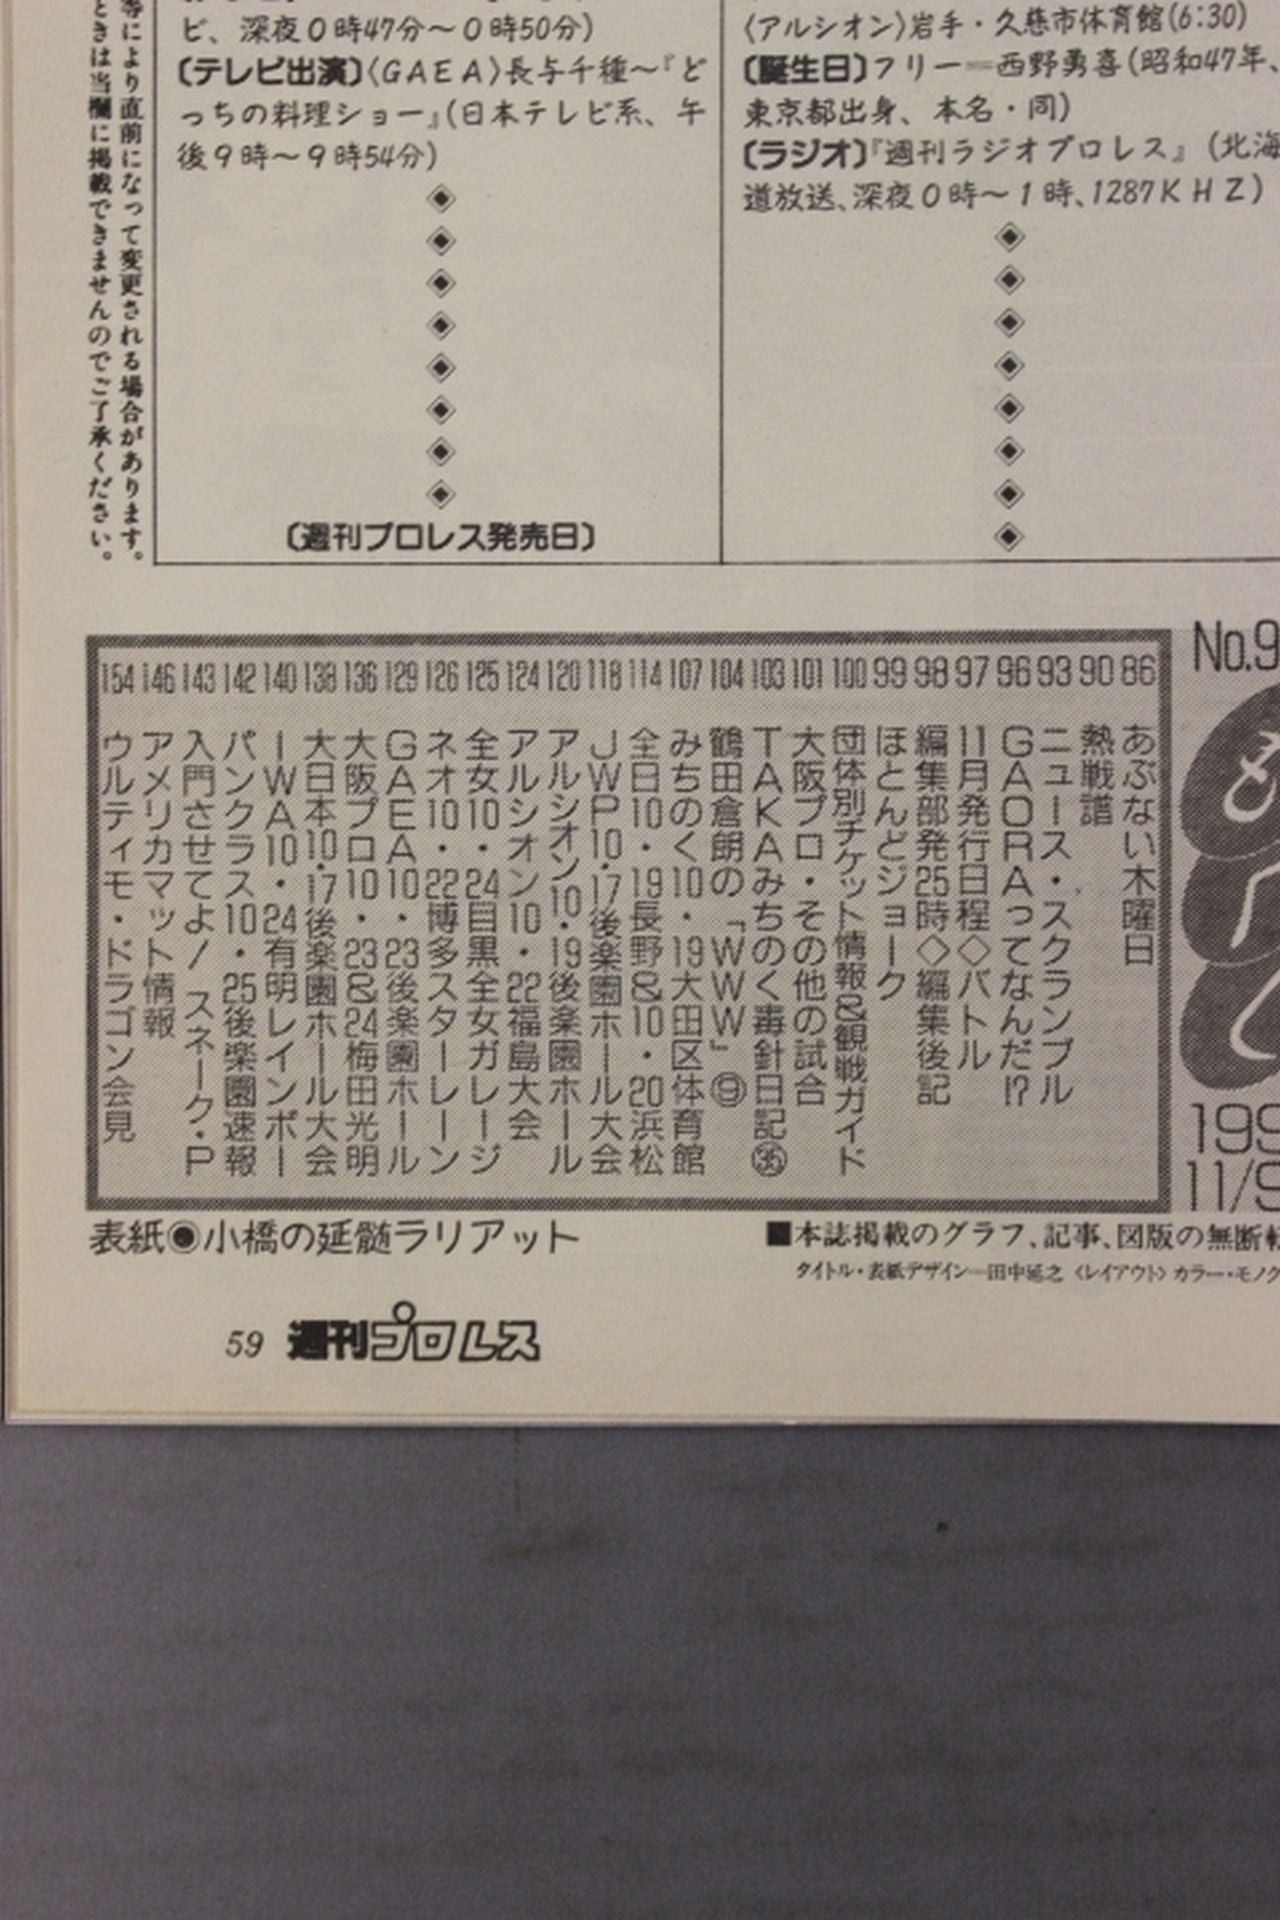 等により直前になって変更される場合があります。
ときは当欄に掲載できませんのでご了承ください。
ビ、深夜0時47分〜0時50分)
〔テレビ出演〕〈GAEA〉長与千種〜『ど
っちの料理ショー』(日本テレビ系、午
後9時〜9時54分)
◈
◈
◈
◈
◈
◈
◈
◈
〔週刊プロレス発売日〕
〈アルシオン〉岩手・久慈市体育館(6:30)
〔誕生日〕フリー=西野勇喜(昭和47年、
東京都出身、本名・同)
〔ラジオ〕『週刊ラジオプロレス』(北海
道放送、深夜0時〜1時、1287KHZ)
◈
◈
◈
◈
◈
◈
◈
◈
No.9
199
11/9
86 あぶない木曜日
90 熱戦譜
93 ニュース・スクランブル
96 GAORAってなんだ!?
97 11月発行日程◇バトル
98 編集部発25時◇編集後記
99 ほとんどジョーク
100 団体別チケット情報&観戦ガイド
101 大阪プロ・その他の試合
103 TAKAみちのく毒針日記㊱
104 鶴田倉朗の「WWW」⑨
107 みちのく10・19大田区体育館
114 全日10・19長野&10・20浜松
118 JWP10・17後楽園ホール大会
120 アルシオン10・19後楽園ホール
124 アルシオン10・22福島大会
125 全女10・24目黒全女ガレージ
126 ネオ10・22博多スターレーン
129 GAEA10・23後楽園ホール
136 大阪プロ10・23&24梅田光明
138 大日本10・17後楽園ホール大会
140 IWA10・24有明レインボー
142 パンクラス10・25後楽園速報
143 入門させてよ!スネーク・P
146 アメリカマット情報
154 ウルティモ・ドラゴン会見
表紙◉小橋の延髄ラリアット
■本誌掲載のグラフ、記事、図版の無断転
タイトル・表紙デザイン=田中延之〈レイアウト〉カラー・モノク
59 週刊プロレス